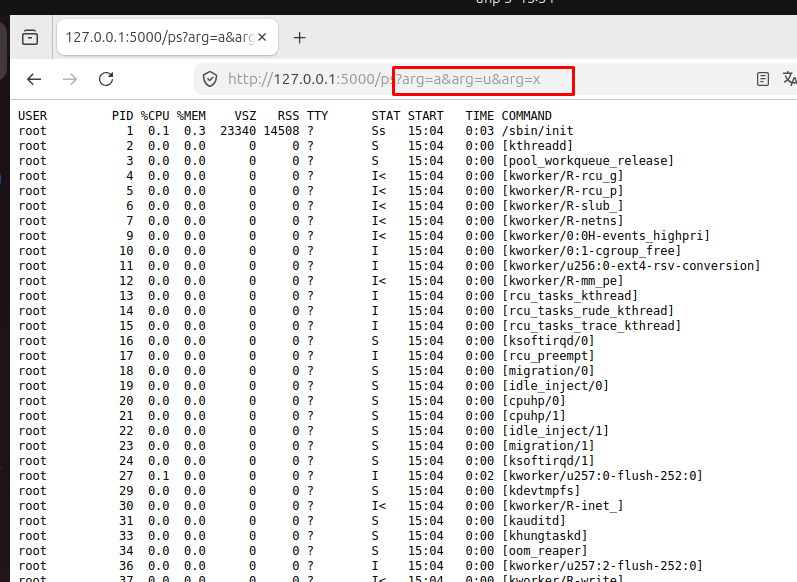 апр 5 15:54
127.0.0.1:5000/ps?arg=a&arg
http://127.0.0.1:5000/ps?arg=a&arg=u&arg=x
USER PID %CPU %MEM VSZ RSS TTY STAT START TIME COMMAND
root 1 0.1 0.3 23340 14508 ? Ss 15:04 0:03 /sbin/init
root 2 0.0 0.0 0 0 ? S 15:04 0:00 [kthreadd]
root 3 0.0 0.0 0 0 ? S 15:04 0:00 [pool_workqueue_release]
root 4 0.0 0.0 0 0 ? I< 15:04 0:00 [kworker/R-rcu_g]
root 5 0.0 0.0 0 0 ? I< 15:04 0:00 [kworker/R-rcu_p]
root 6 0.0 0.0 0 0 ? I< 15:04 0:00 [kworker/R-slub_]
root 7 0.0 0.0 0 0 ? I< 15:04 0:00 [kworker/R-netns]
root 9 0.0 0.0 0 0 ? I< 15:04 0:00 [kworker/0:0H-events_highpri]
root 10 0.0 0.0 0 0 ? I 15:04 0:00 [kworker/0:1-cgroup_free]
root 11 0.0 0.0 0 0 ? I 15:04 0:00 [kworker/u256:0-ext4-rsv-conversion]
root 12 0.0 0.0 0 0 ? I< 15:04 0:00 [kworker/R-mm_pe]
root 13 0.0 0.0 0 0 ? I 15:04 0:00 [rcu_tasks_kthread]
root 14 0.0 0.0 0 0 ? I 15:04 0:00 [rcu_tasks_rude_kthread]
root 15 0.0 0.0 0 0 ? I 15:04 0:00 [rcu_tasks_trace_kthread]
root 16 0.0 0.0 0 0 ? S 15:04 0:00 [ksoftirqd/0]
root 17 0.0 0.0 0 0 ? I 15:04 0:00 [rcu_preempt]
root 18 0.0 0.0 0 0 ? S 15:04 0:00 [migration/0]
root 19 0.0 0.0 0 0 ? S 15:04 0:00 [idle_inject/0]
root 20 0.0 0.0 0 0 ? S 15:04 0:00 [cpuhp/0]
root 21 0.0 0.0 0 0 ? S 15:04 0:00 [cpuhp/1]
root 22 0.0 0.0 0 0 ? S 15:04 0:00 [idle_inject/1]
root 23 0.0 0.0 0 0 ? S 15:04 0:00 [migration/1]
root 24 0.0 0.0 0 0 ? S 15:04 0:00 [ksoftirqd/1]
root 27 0.1 0.0 0 0 ? I 15:04 0:02 [kworker/u257:0-flush-252:0]
root 29 0.0 0.0 0 0 ? S 15:04 0:00 [kdevtmpfs]
root 30 0.0 0.0 0 0 ? I< 15:04 0:00 [kworker/R-inet_]
root 31 0.0 0.0 0 0 ? S 15:04 0:00 [kauditd]
root 33 0.0 0.0 0 0 ? S 15:04 0:00 [khungtaskd]
root 34 0.0 0.0 0 0 ? S 15:04 0:00 [oom_reaper]
root 36 0.0 0.0 0 0 ? I 15:04 0:00 [kworker/u257:2-flush-252:0]
root 37 0.0 0.0 0 0 ? I< 15:04 0:00 [kworker/R-write]